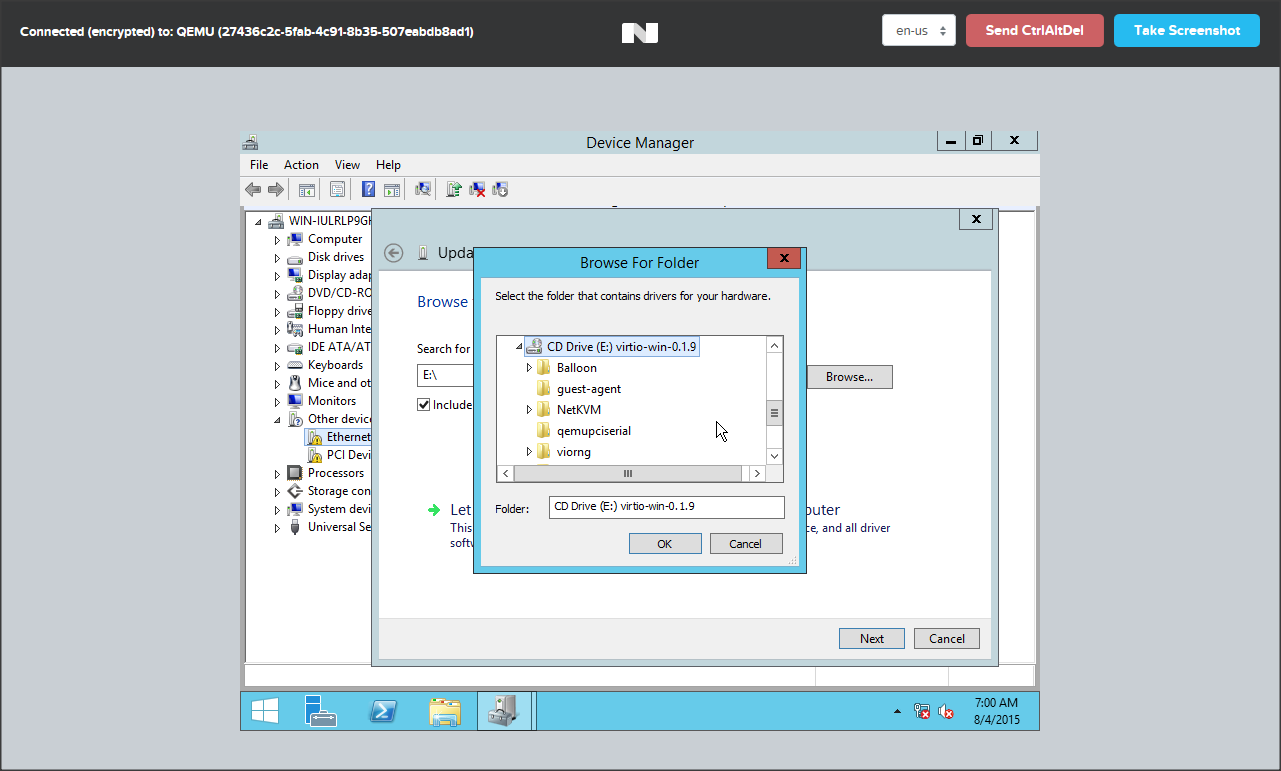 Connected (encrypted) to: QEMU (27436c2c-5fab-4c91-8b35-507eabdb8ad1)
N
en-us
Send CtrlAltDel
Take Screenshot
Device Manager
File Action View Help
WIN-IULRLP9G
Computer
Disk drives
Display adap
DVD/CD-RO
Floppy drive
Human Inte
IDE ATA/AT
Keyboards
Mice and ot
Monitors
Other device
Ethernet
PCI Devi
Processors
Storage con
System devi
Universal Se
Upda
Browse
Search for
E:\
Include
Browse...
Let
puter
This
ce, and all driver
softw
Next
Cancel
Browse For Folder
Select the folder that contains drivers for your hardware.
CD Drive (E:) virtio-win-0.1.9
Balloon
guest-agent
NetKVM
qemupciserial
viorng
Folder:
CD Drive (E:) virtio-win-0.1.9
OK
Cancel
7:00 AM
8/4/2015